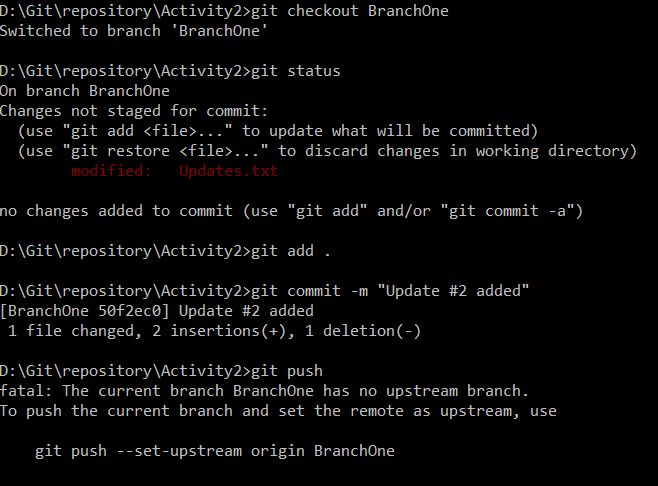 D:\Git\repository\Activity2>git checkout BranchOne
Switched to branch 'BranchOne'
D:\Git\repository\Activity2>git status
On branch BranchOne
Changes not staged for commit:
  (use "git add <file>..." to update what will be committed)
  (use "git restore <file>..." to discard changes in working directory)
        modified:   Updates.txt
no changes added to commit (use "git add" and/or "git commit -a")
D:\Git\repository\Activity2>git add .
D:\Git\repository\Activity2>git commit -m "Update #2 added"
[BranchOne 50f2ec0] Update #2 added
 1 file changed, 2 insertions(+), 1 deletion(-)
D:\Git\repository\Activity2>git push
fatal: The current branch BranchOne has no upstream branch.
To push the current branch and set the remote as upstream, use
    git push --set-upstream origin BranchOne